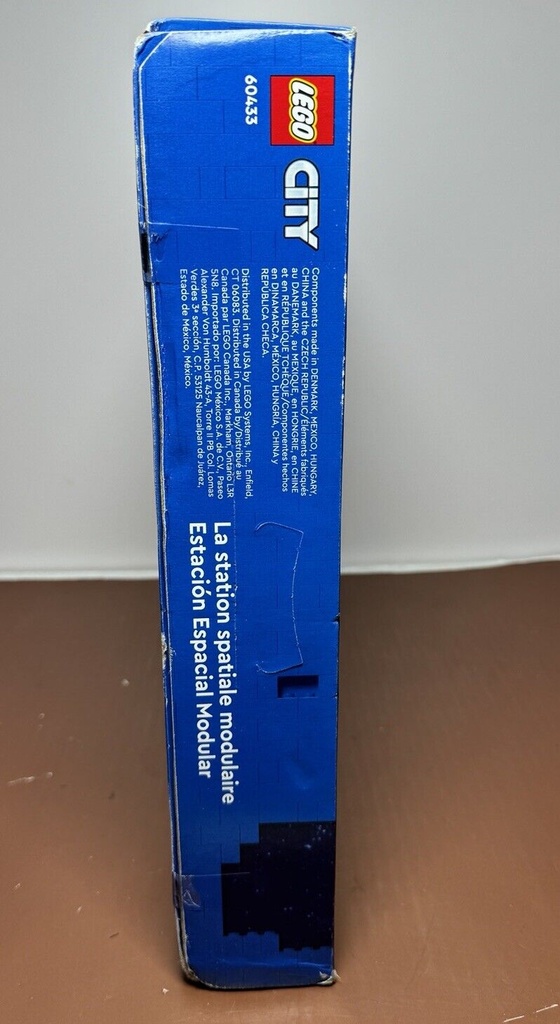 LEGO
CITY
60433
Components made in DENMARK, MEXICO, HUNGARY,
CHINA and the CZECH REPUBLIC/Éléments fabriqués
au DANEMARK, au MEXIQUE, en HONGRIE, en CHINE
et en RÉPUBLIQUE TCHÈQUE/Componentes hechos
en DINAMARCA, MÉXICO, HUNGRÍA, CHINA y
REPÚBLICA CHECA.
Distributed in the USA by LEGO Systems, Inc., Enfield,
CT 06083. Distributed in Canada by/Distribué au
Canada par LEGO Canada Inc., Markham, Ontario L3R
5N8. Importado por: LEGO México S.A. de C.V., Paseo
Alexander Von Humboldt 43-A, Torre II PB Col. Lomas
Verdes 3ª sección, C.P. 53125 Naucalpan de Juárez,
Estado de México, México.
La station spatiale modulaire
Estación Espacial Modular